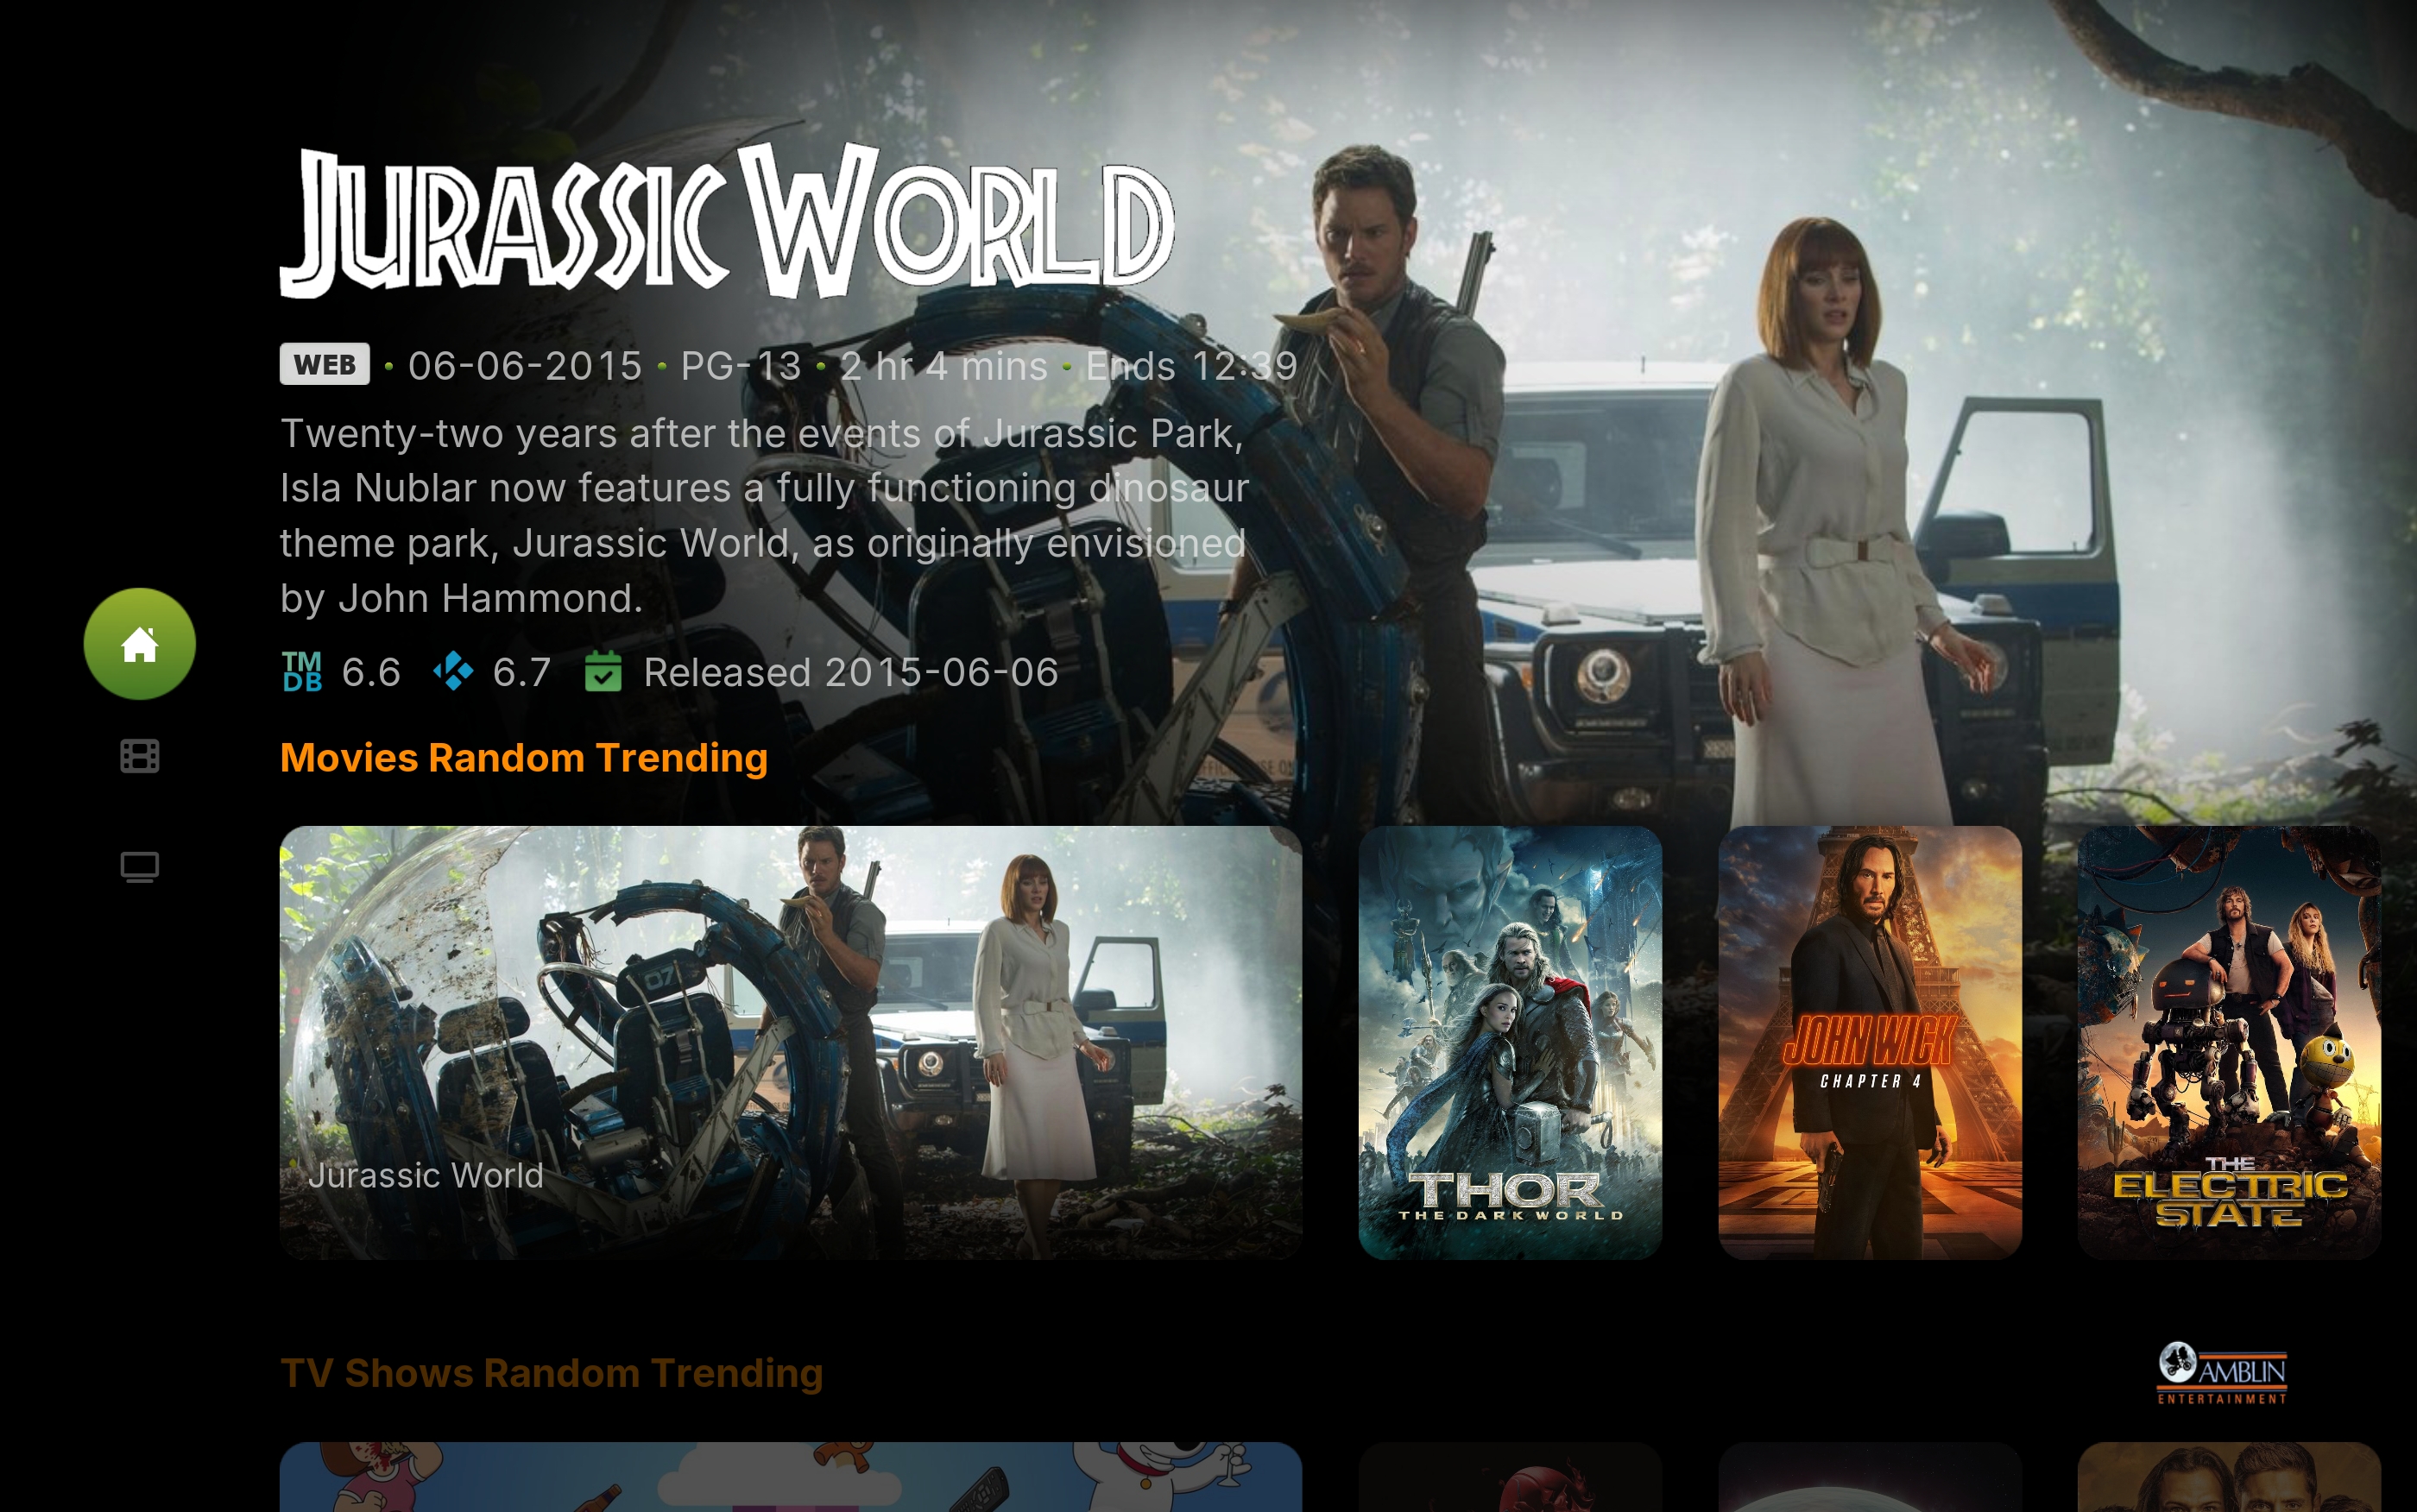 JURASSIC WORLD
WEB • 06-06-2015 • PG-13 • 2 hr 4 mins • Ends 12:39
Twenty-two years after the events of Jurassic Park,
Isla Nublar now features a fully functioning dinosaur
theme park, Jurassic World, as originally envisioned
by John Hammond.
TMDB 6.6 6.7 Released 2015-06-06
Movies Random Trending
07
Jurassic World
THOR
THE DARK WORLD
JOHN WICK
CHAPTER 4
THE
ELECTRIC
STATE
TV Shows Random Trending
AMBLIN
ENTERTAINMENT